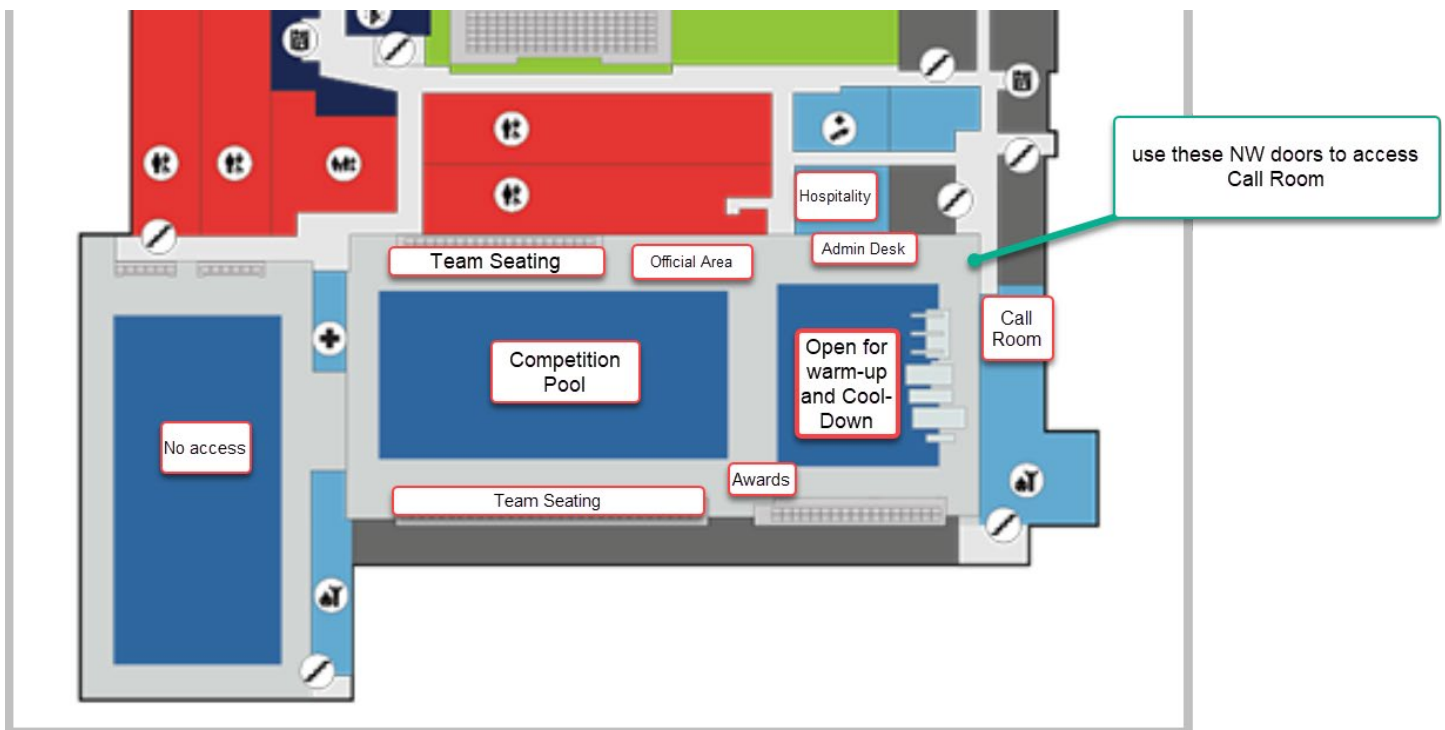 use these NW doors to access
Call Room
Hospitality
Team Seating
Official Area
Admin Desk
Call
Room
Competition
Pool
Open for
warm-up
and Cool-
Down
No access
Awards
Team Seating